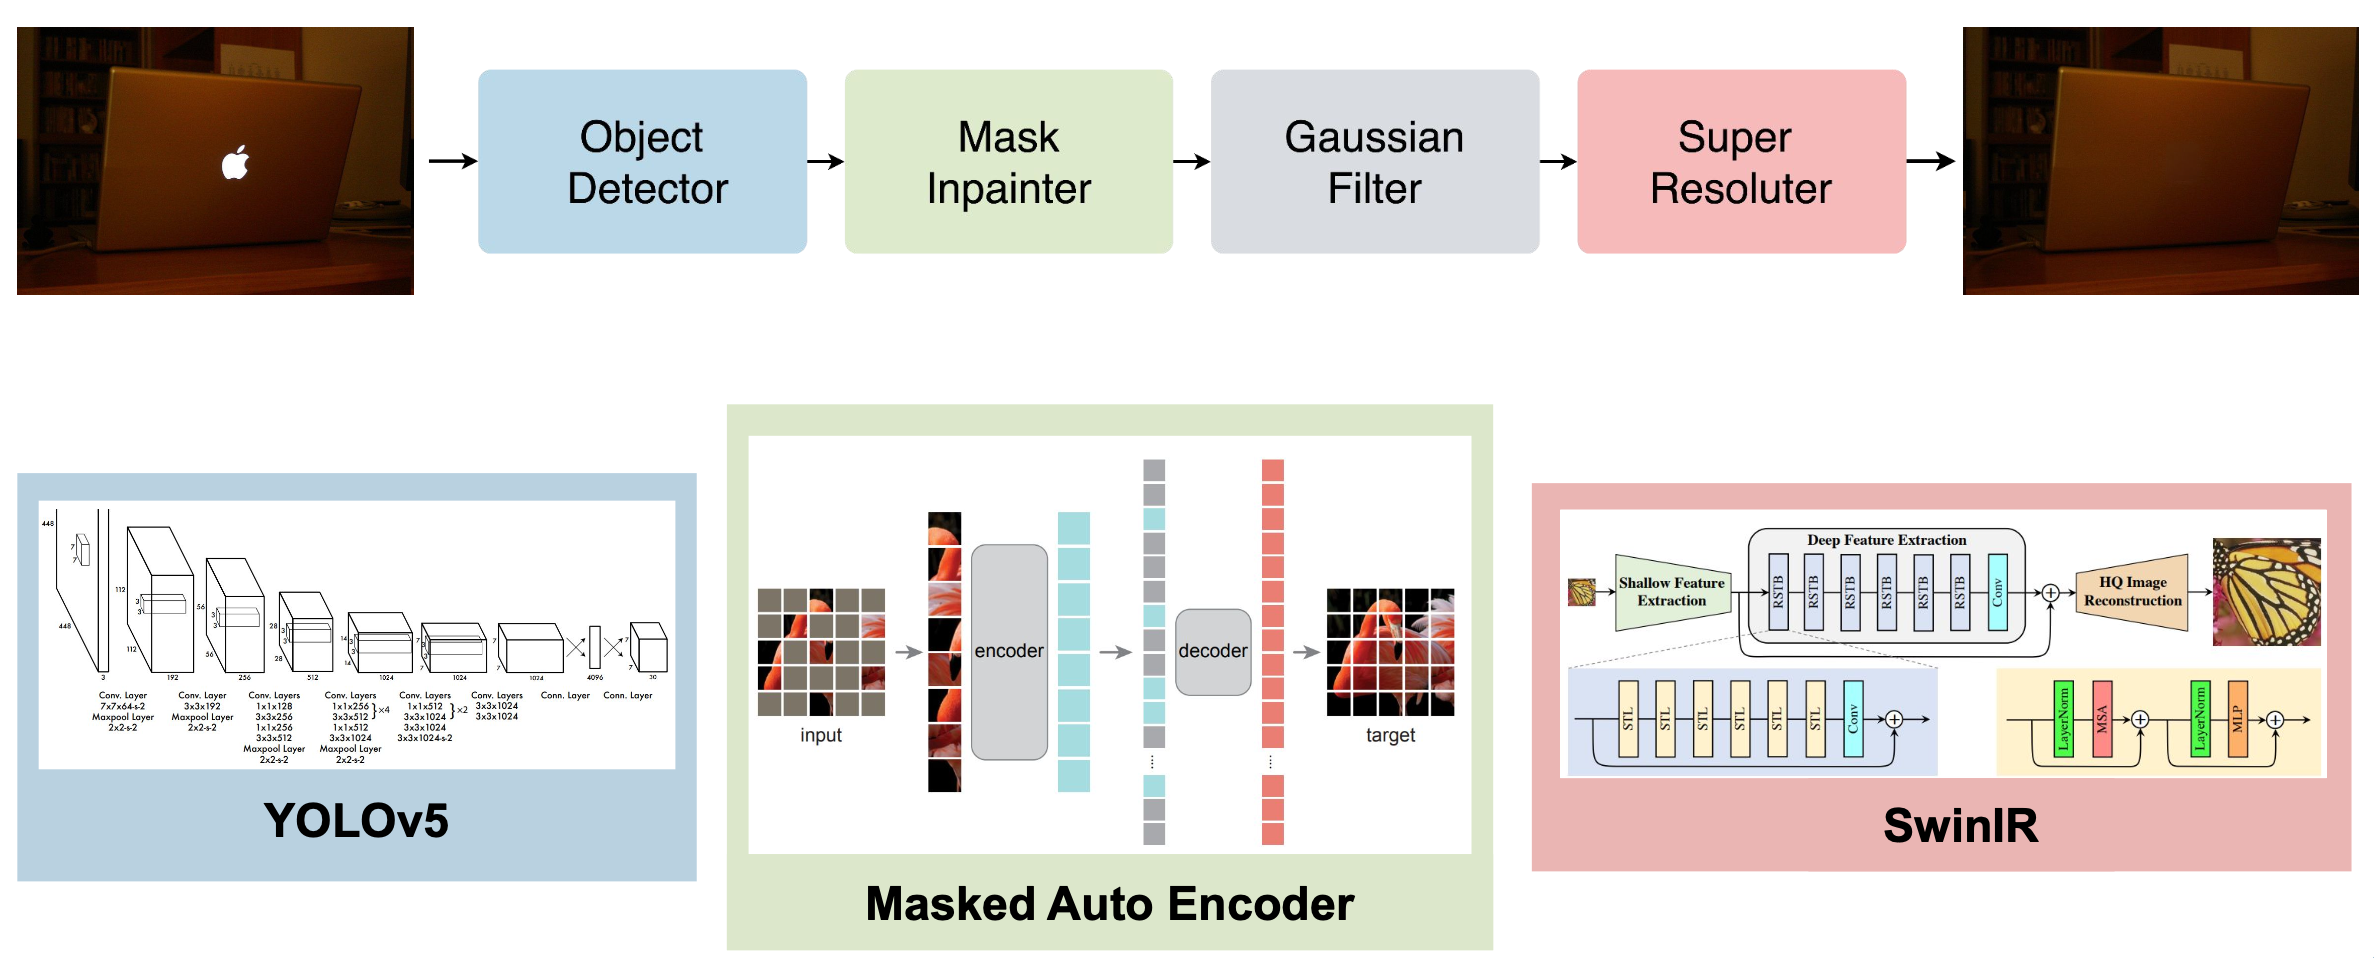 Object
Detector
Mask
Inpainter
Gaussian
Filter
Super
Resoluter
448
7
7
448
3
112
3
3
112
192
56
3
3
56
256
28
3
3
28
512
14
3
3
14
1024
7
3
3
7
1024
7
7
1024
4096
7
7
30
Conv. Layer
7x7x64-s-2
Maxpool Layer
2x2-s-2
Conv. Layer
3x3x192
Maxpool Layer
2x2-s-2
Conv. Layers
1x1x128
3x3x256
1x1x256
3x3x512
Maxpool Layer
2x2-s-2
Conv. Layers
1x1x256
3x3x512
}x4
1x1x512
3x3x1024
Maxpool Layer
2x2-s-2
Conv. Layers
1x1x512
3x3x1024
}x2
3x3x1024
3x3x1024-s-2
Conv. Layers
3x3x1024
3x3x1024
Conn. Layer
Conn. Layer
YOLOv5
input
encoder
decoder
target
Masked Auto Encoder
Shallow Feature
Extraction
Deep Feature Extraction
RSTB
RSTB
RSTB
RSTB
RSTB
RSTB
Conv
HQ Image
Reconstruction
STL
STL
STL
STL
STL
STL
Conv
LayerNorm
MSA
LayerNorm
MLP
SwinIR